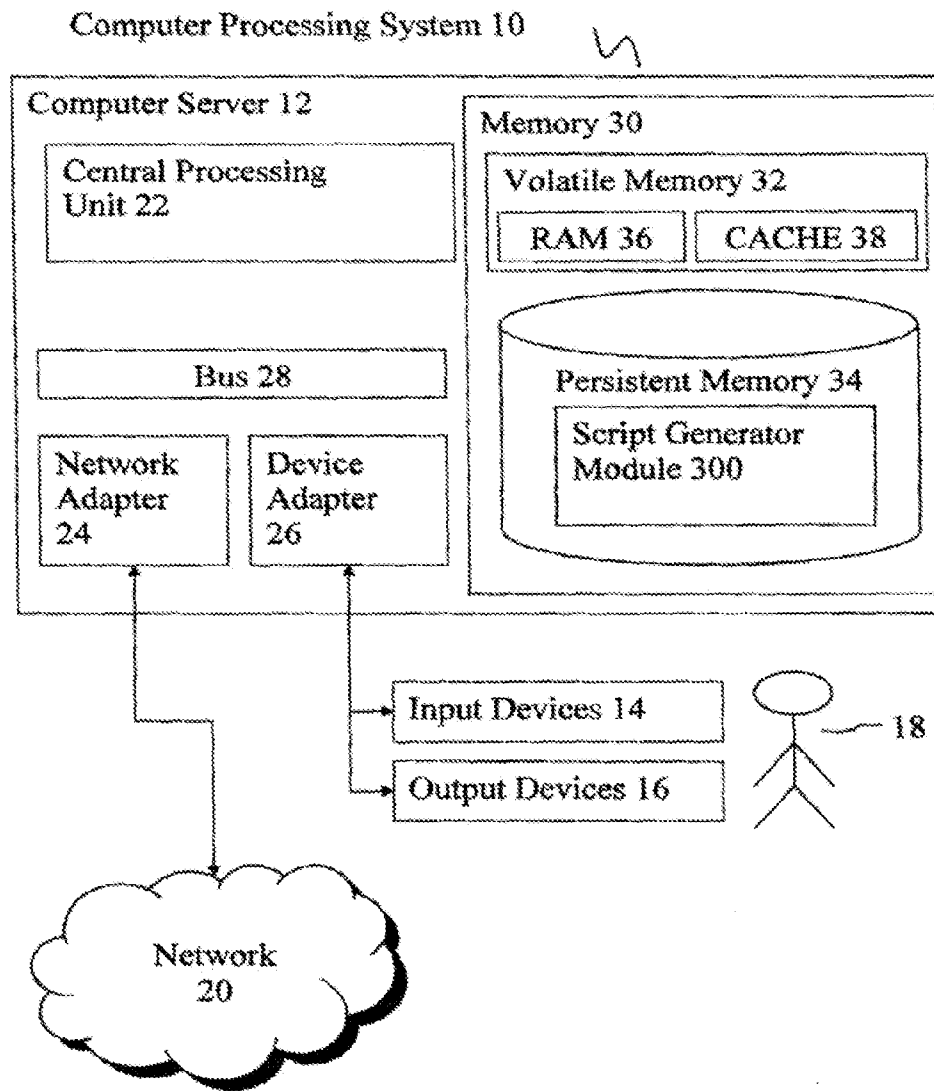 Computer Processing System 10
Computer Server 12
Central Processing
Unit 22
Bus 28
Network
Adapter
24
Device
Adapter
26
Memory 30
Volatile Memory 32
RAM 36
CACHE 38
Persistent Memory 34
Script Generator
Module 300
Input Devices 14
Output Devices 16
18
Network
20